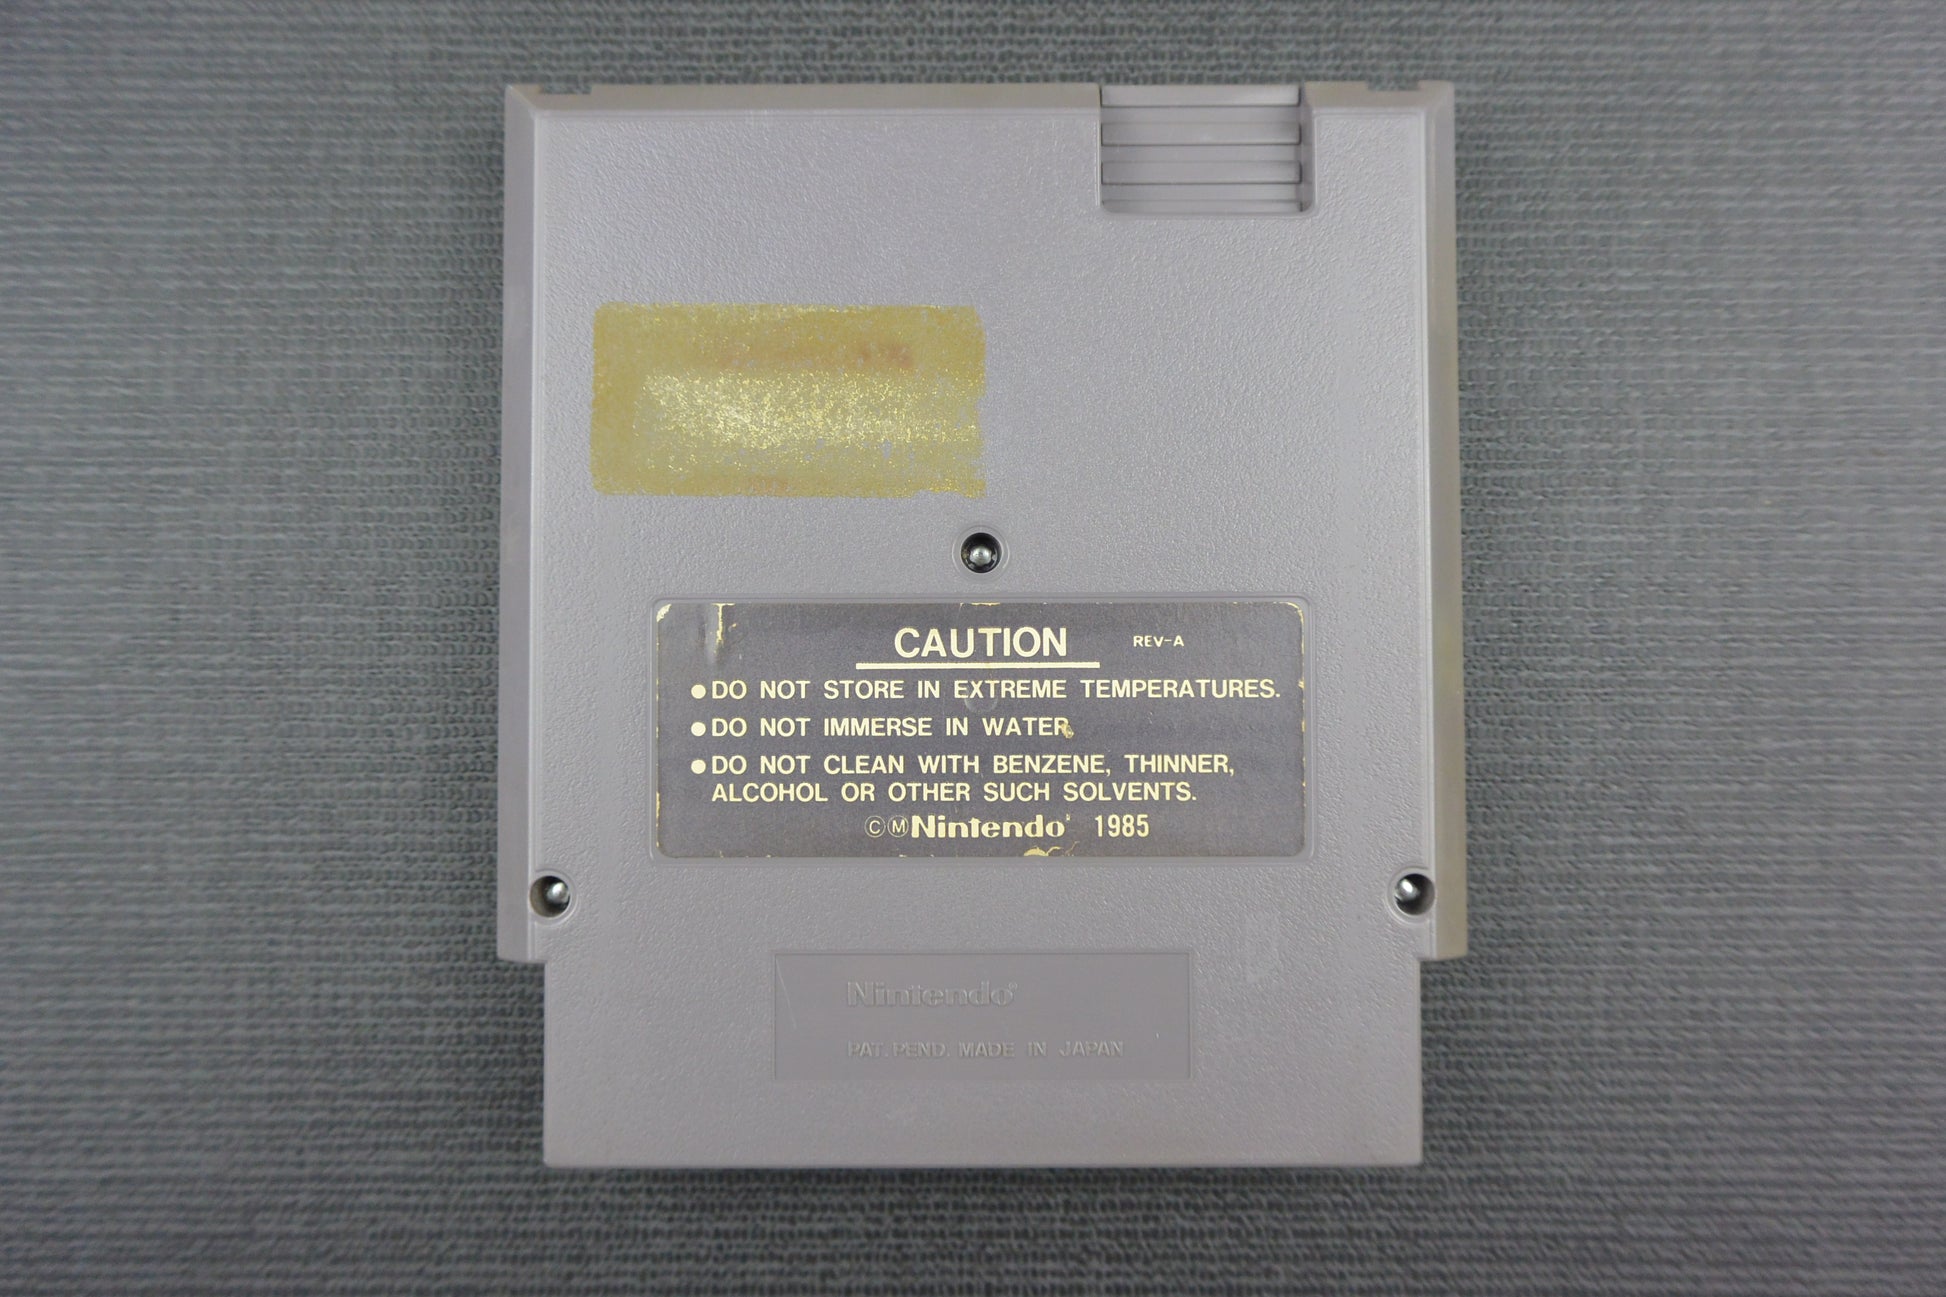 CAUTION REV-A
●DO NOT STORE IN EXTREME TEMPERATURES.
●DO NOT IMMERSE IN WATER
●DO NOT CLEAN WITH BENZENE, THINNER,
ALCOHOL OR OTHER SUCH SOLVENTS.
©ⓂNintendo® 1985
Nintendo®
PAT. PEND. MADE IN JAPAN